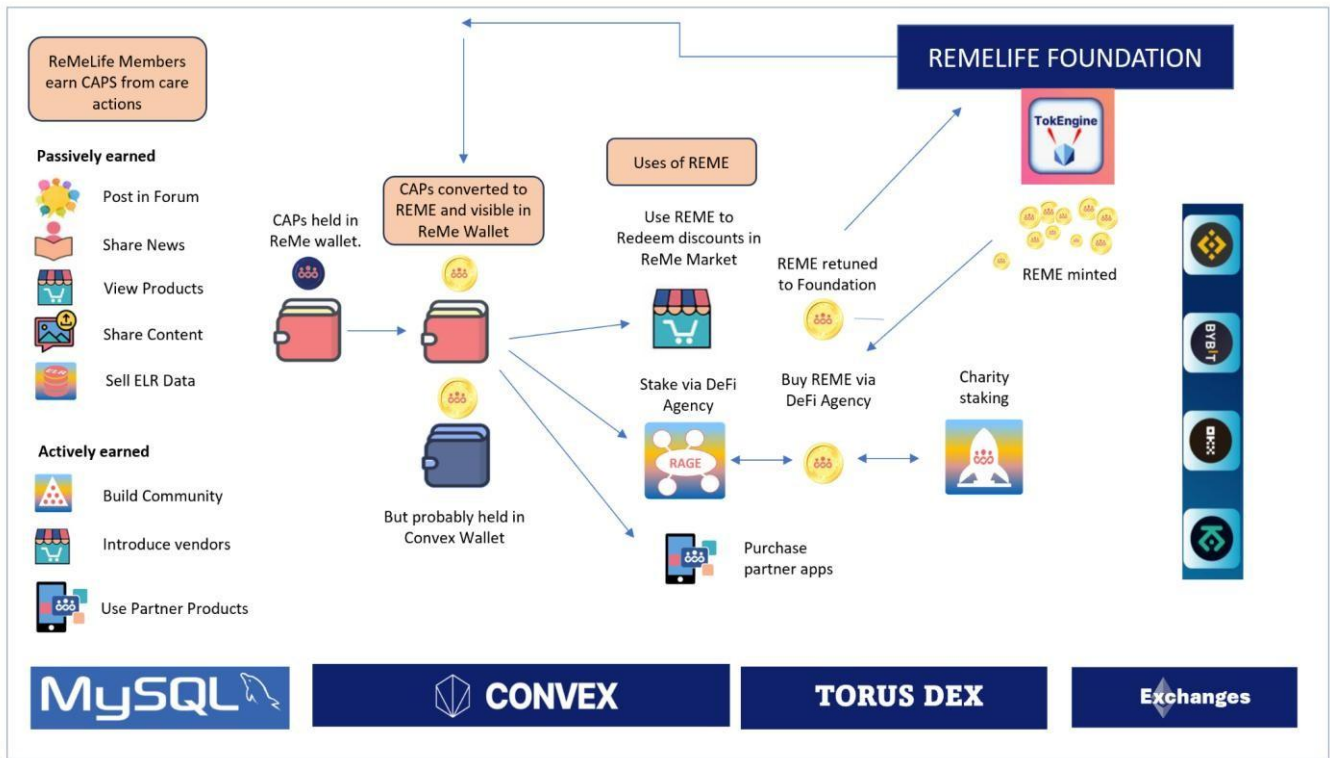 REMELIFE FOUNDATION
ReMeLife Members
earn CAPS from care
actions
TokEngine
Passively earned
Post in Forum
Share News
View Products
Share Content
Sell ELR Data
Actively earned
Build Community
Introduce vendors
Use Partner Products
CAPs held in
ReMe wallet.
CAPs converted to
REME and visible in
ReMe Wallet
But probably held in
Convex Wallet
Uses of REME
Use REME to
Redeem discounts in
ReMe Market
Stake via DeFi
Agency
RAGE
Purchase
partner apps
REME retuned
to Foundation
Buy REME via
DeFi Agency
REME minted
Charity
staking
BYBIT
OKX
MySQL
CONVEX
TORUS DEX
Exchanges